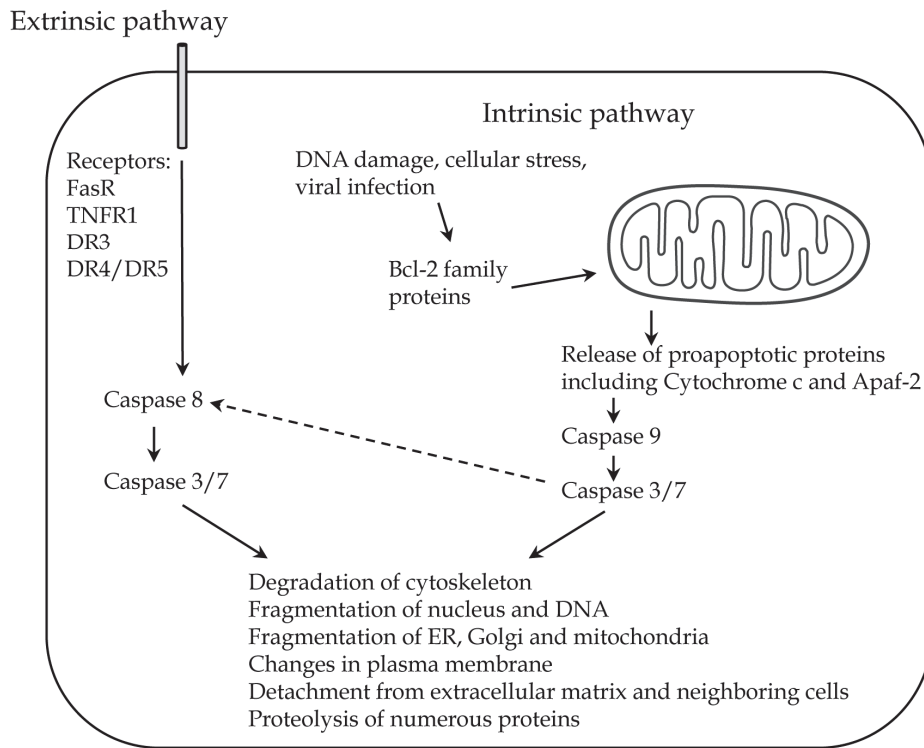 Extrinsic pathway
Receptors:
FasR
TNFR1
DR3
DR4/DR5
Caspase 8
Caspase 3/7
Intrinsic pathway
DNA damage, cellular stress,
viral infection
Bcl-2 family
proteins
Release of proapoptotic proteins
including Cytochrome c and Apaf-2
Caspase 9
Caspase 3/7
Degradation of cytoskeleton
Fragmentation of nucleus and DNA
Fragmentation of ER, Golgi and mitochondria
Changes in plasma membrane
Detachment from extracellular matrix and neighboring cells
Proteolysis of numerous proteins